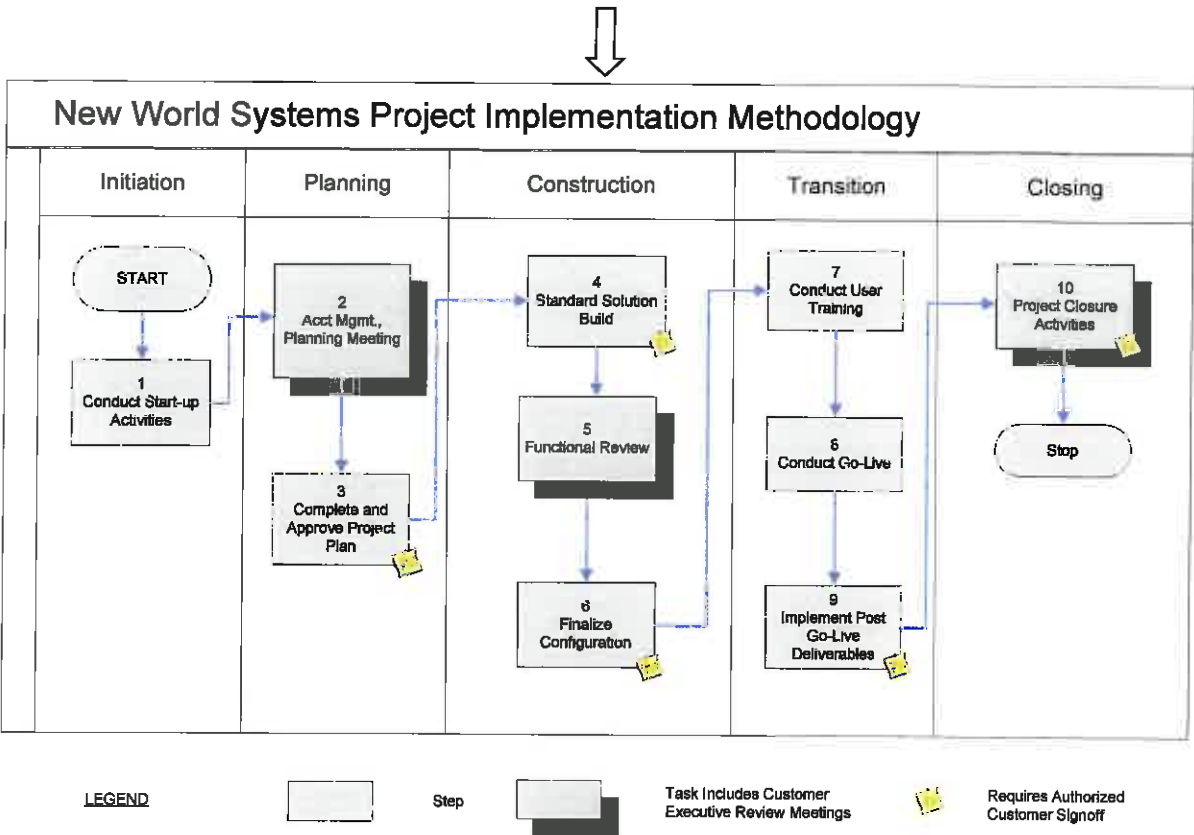 New World Systems Project Implementation Methodology
Initiation
Planning
Construction
Transition
Closing
START
1
Conduct Start-up
Activities
2
Acct Mgmt.,
Planning Meeting
3
Complete and
Approve Project
Plan
4
Standard Solution
Build
5
Functional Review
6
Finalize
Configuration
7
Conduct User
Training
8
Conduct Go-Live
9
Implement Post
Go-Live
Deliverables
10
Project Closure
Activities
Stop
LEGEND
Step
Task Includes Customer
Executive Review Meetings
Requires Authorized
Customer Signoff